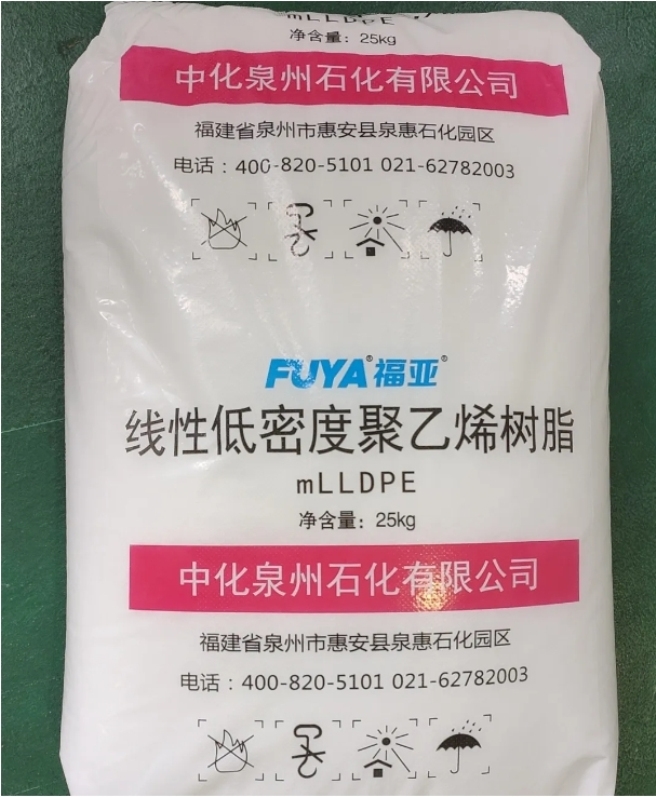 mLLDPE
净含量：25kg
中化泉州石化有限公司
福建省泉州市惠安县泉惠石化园区
电话：400-820-5101 021-62782003
FUYA®福亚®
线性低密度聚乙烯树脂
mLLDPE
净含量：25kg
中化泉州石化有限公司
福建省泉州市惠安县泉惠石化园区
电话：400-820-5101 021-62782003